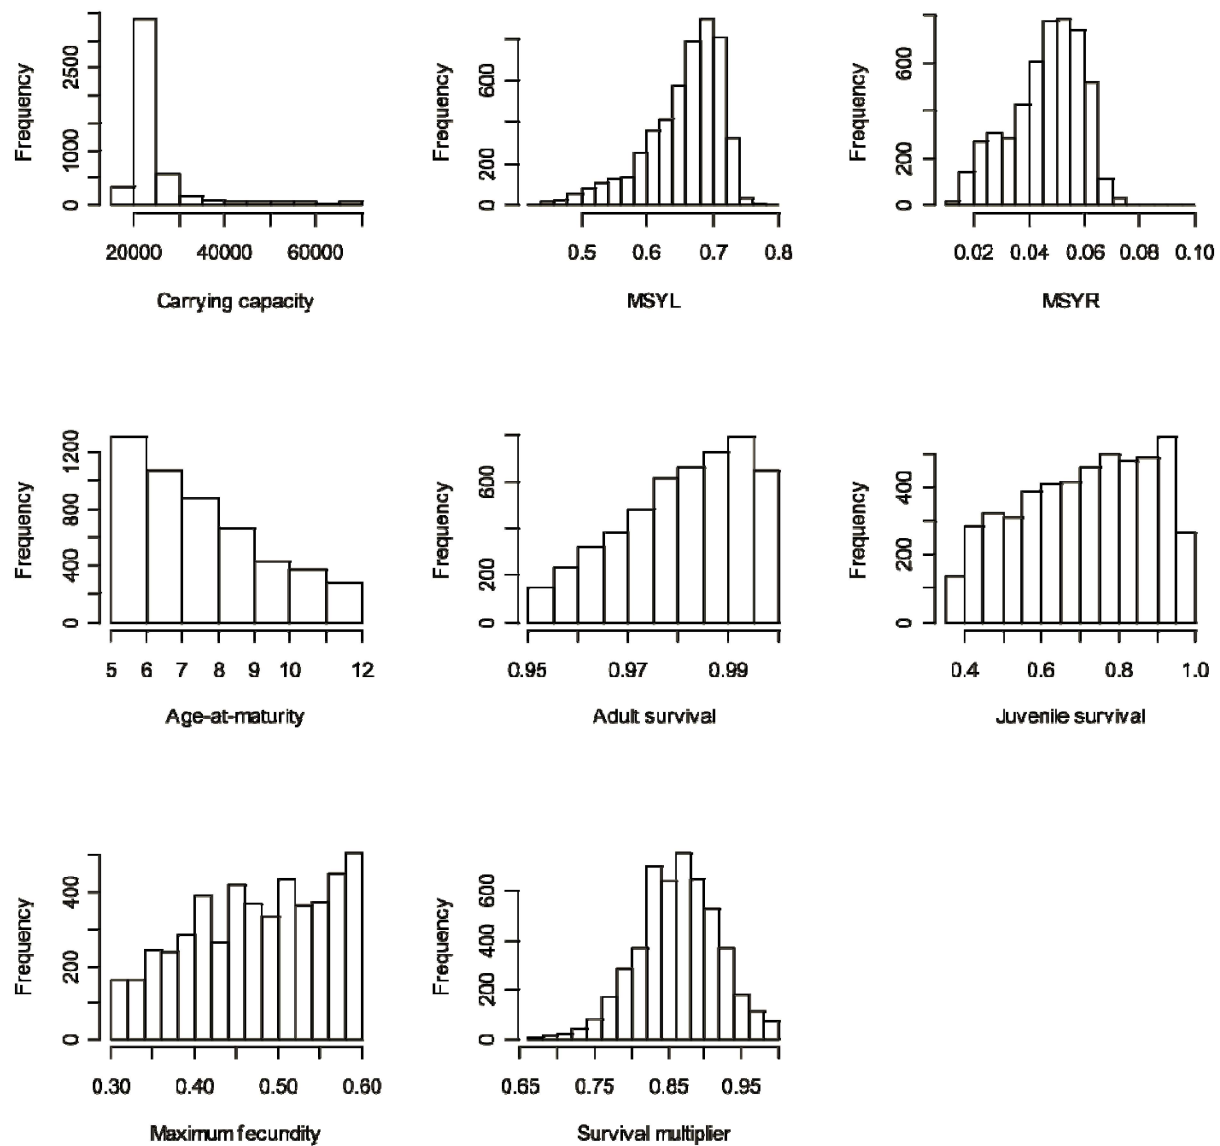 Frequency
2500
1000
0
20000 40000 60000
Carrying capacity
Frequency
600
200
0
0.5 0.6 0.7 0.8
MSYL
Frequency
600
200
0
0.02 0.04 0.06 0.08 0.10
MSYR
Frequency
1200
800
400
0
5 6 7 8 9 10 12
Age-at-maturity
Frequency
600
200
0
0.95 0.97 0.99
Adult survival
Frequency
400
200
0
0.4 0.6 0.8 1.0
Juvenile survival
Frequency
400
200
0
0.30 0.40 0.50 0.60
Maximum fecundity
Frequency
600
400
200
0
0.65 0.75 0.85 0.95
Survival multiplier